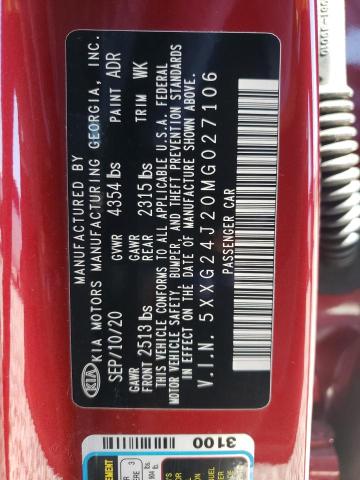 MANUFACTURED BY
KIA KIA MOTORS MANUFACTURING GEORGIA, INC.
SEP/10/20 GVWR 4354 lbs PAINT ADR
GAWR FRONT 2513 lbs GAWR REAR 2315 lbs TRIM WK
THIS VEHICLE CONFORMS TO ALL APPLICABLE U.S.A. FEDERAL
MOTOR VEHICLE SAFETY, BUMPER, AND THEFT PREVENTION STANDARDS
IN EFFECT ON THE DATE OF MANUFACTURE SHOWN ABOVE.
V.I.N. 5XXG24J20MG027106
PASSENGER CAR
3100